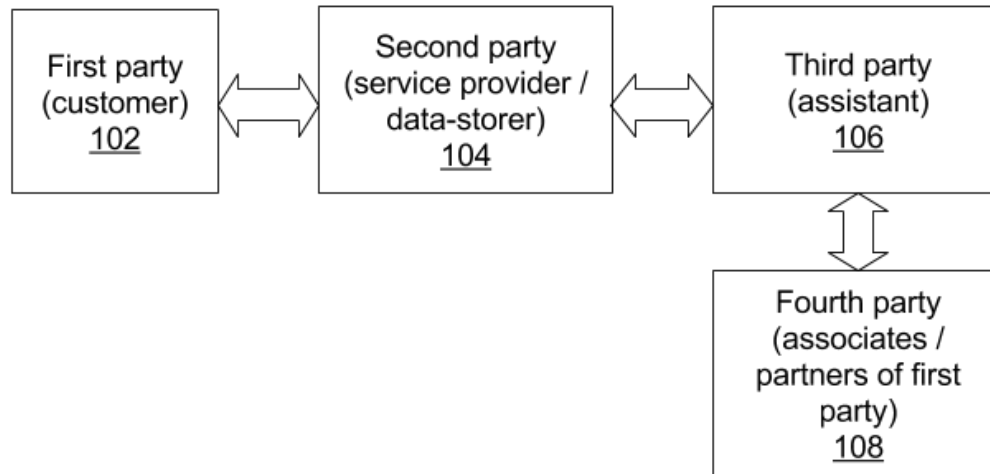 First party
(customer)
102
Second party
(service provider /
data-storer)
104
Third party
(assistant)
106
Fourth party
(associates /
partners of first
party)
108